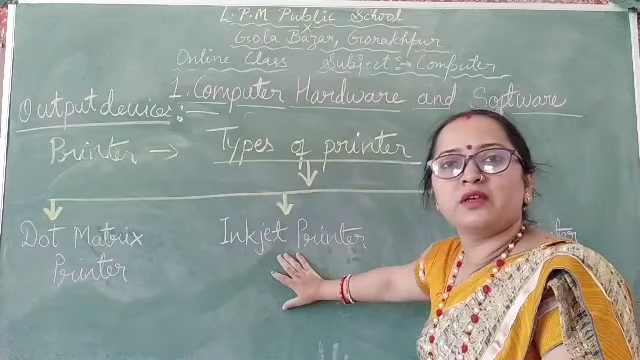 L.P.M Public School
Gola Bazar, Gorakhpur
Online Class Subject:→ Computer
1. Computer Hardware and Software
Output devices:-
Printer → Types of printer
Dot Matrix Printer
Inkjet Printer